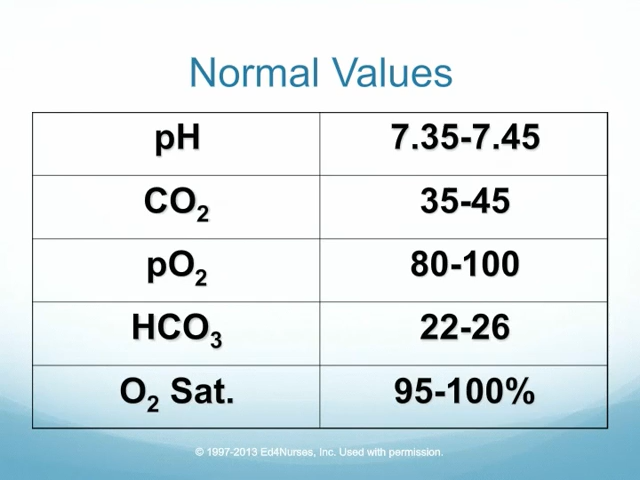 Normal Values
pH 7.35-7.45
CO₂ 35-45
pO₂ 80-100
HCO₃ 22-26
O₂ Sat. 95-100%
© 1997-2013 Ed4Nurses, Inc. Used with permission.